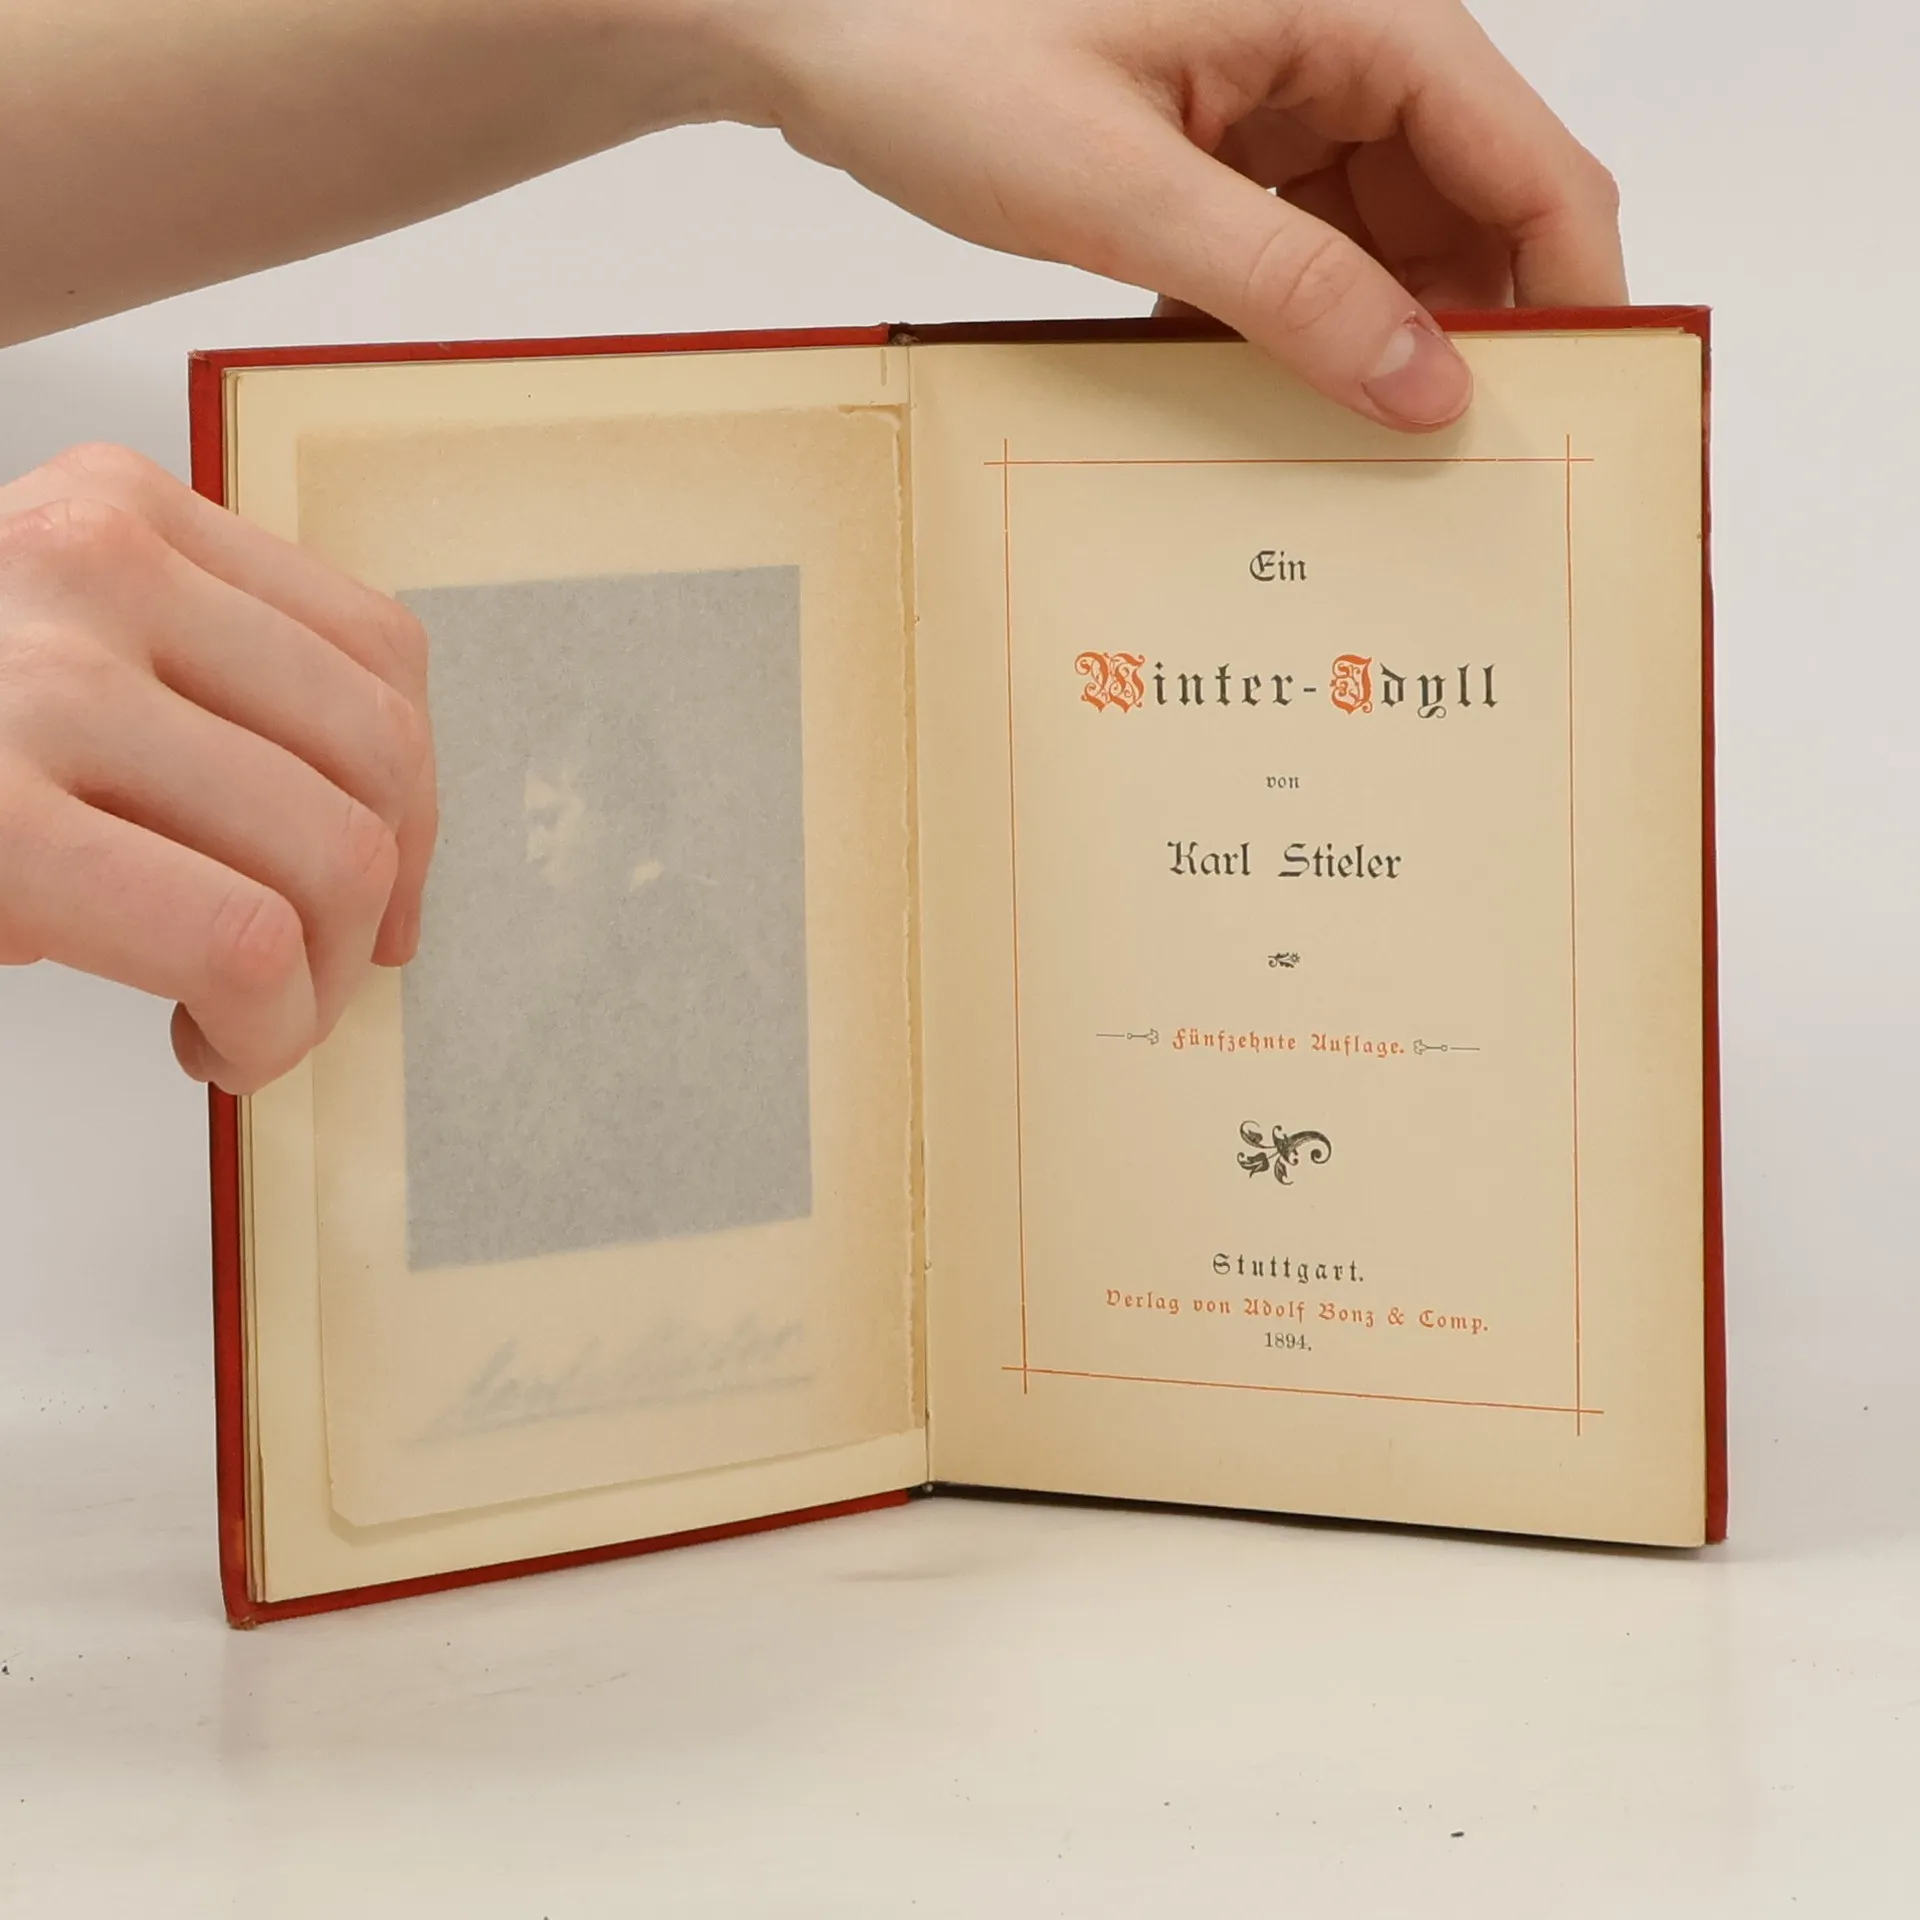 Ein
Winter-Idyll
von
Karl Stieler
Fünfzehnte Auflage.
Stuttgart.
Verlag von Adolf Bonz & Comp.
1894.